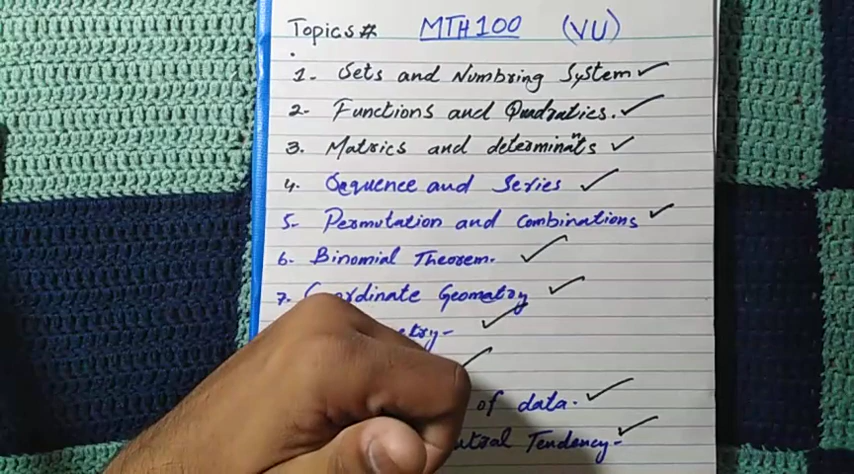 Topics# MTH100 (VU)
1- Sets and Numbring System
2- Functions and Quadratics.
3. Matrics and determinants
4. Sequence and Series
5- Permutation and Combinations
6- Binomial Theorem.
7. Coordinate Geometry
etry-
of data.
Tendency-